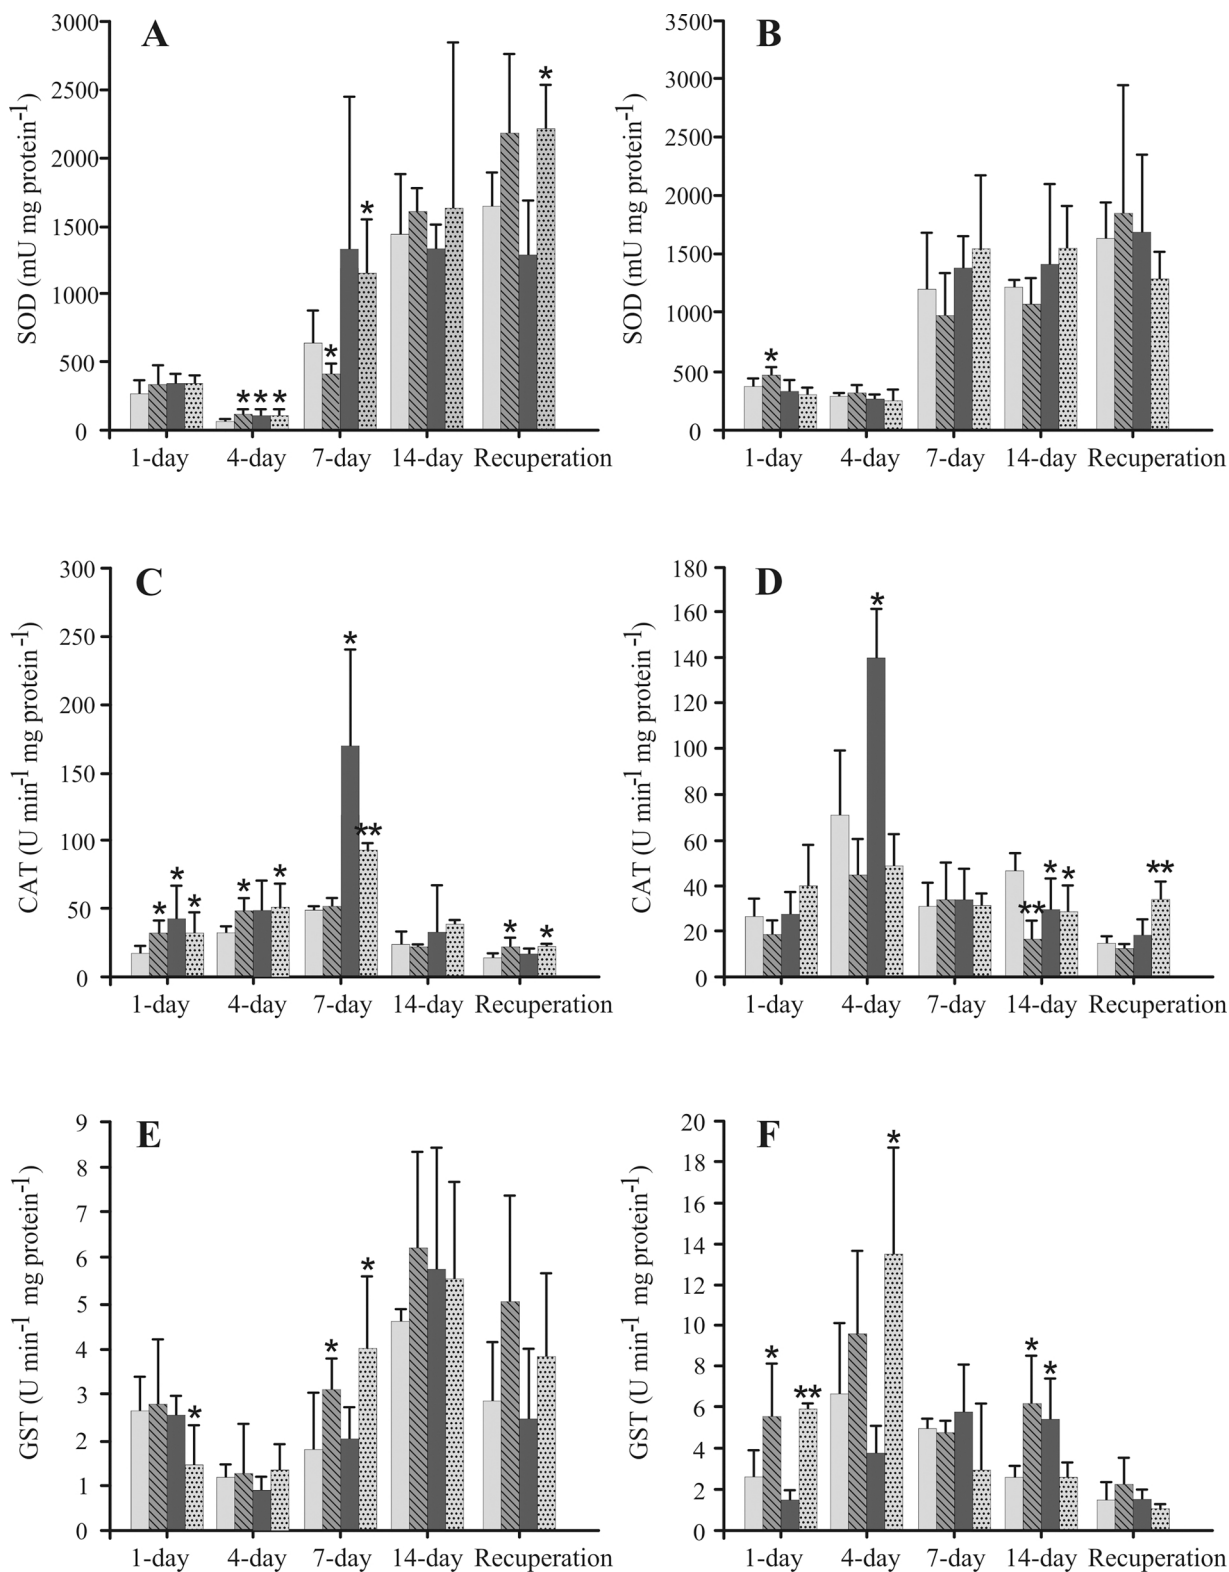 A
SOD (mU mg protein-1)
3000
2500
2000
1500
1000
500
0
* * * * * * *
1-day 4-day 7-day 14-day Recuperation
B
SOD (mU mg protein-1)
3500
3000
2500
2000
1500
1000
500
0
*
1-day 4-day 7-day 14-day Recuperation
C
CAT (U min-1 mg protein-1)
300
250
200
150
100
50
0
* * * * * * ** * *
1-day 4-day 7-day 14-day Recuperation
D
CAT (U min-1 mg protein-1)
180
160
140
120
100
80
60
40
20
0
* ** * * **
1-day 4-day 7-day 14-day Recuperation
E
GST (U min-1 mg protein-1)
9
8
7
6
5
4
3
2
1
0
* * *
1-day 4-day 7-day 14-day Recuperation
F
GST (U min-1 mg protein-1)
20
18
16
14
12
10
8
6
4
2
0
* ** * * *
1-day 4-day 7-day 14-day Recuperation